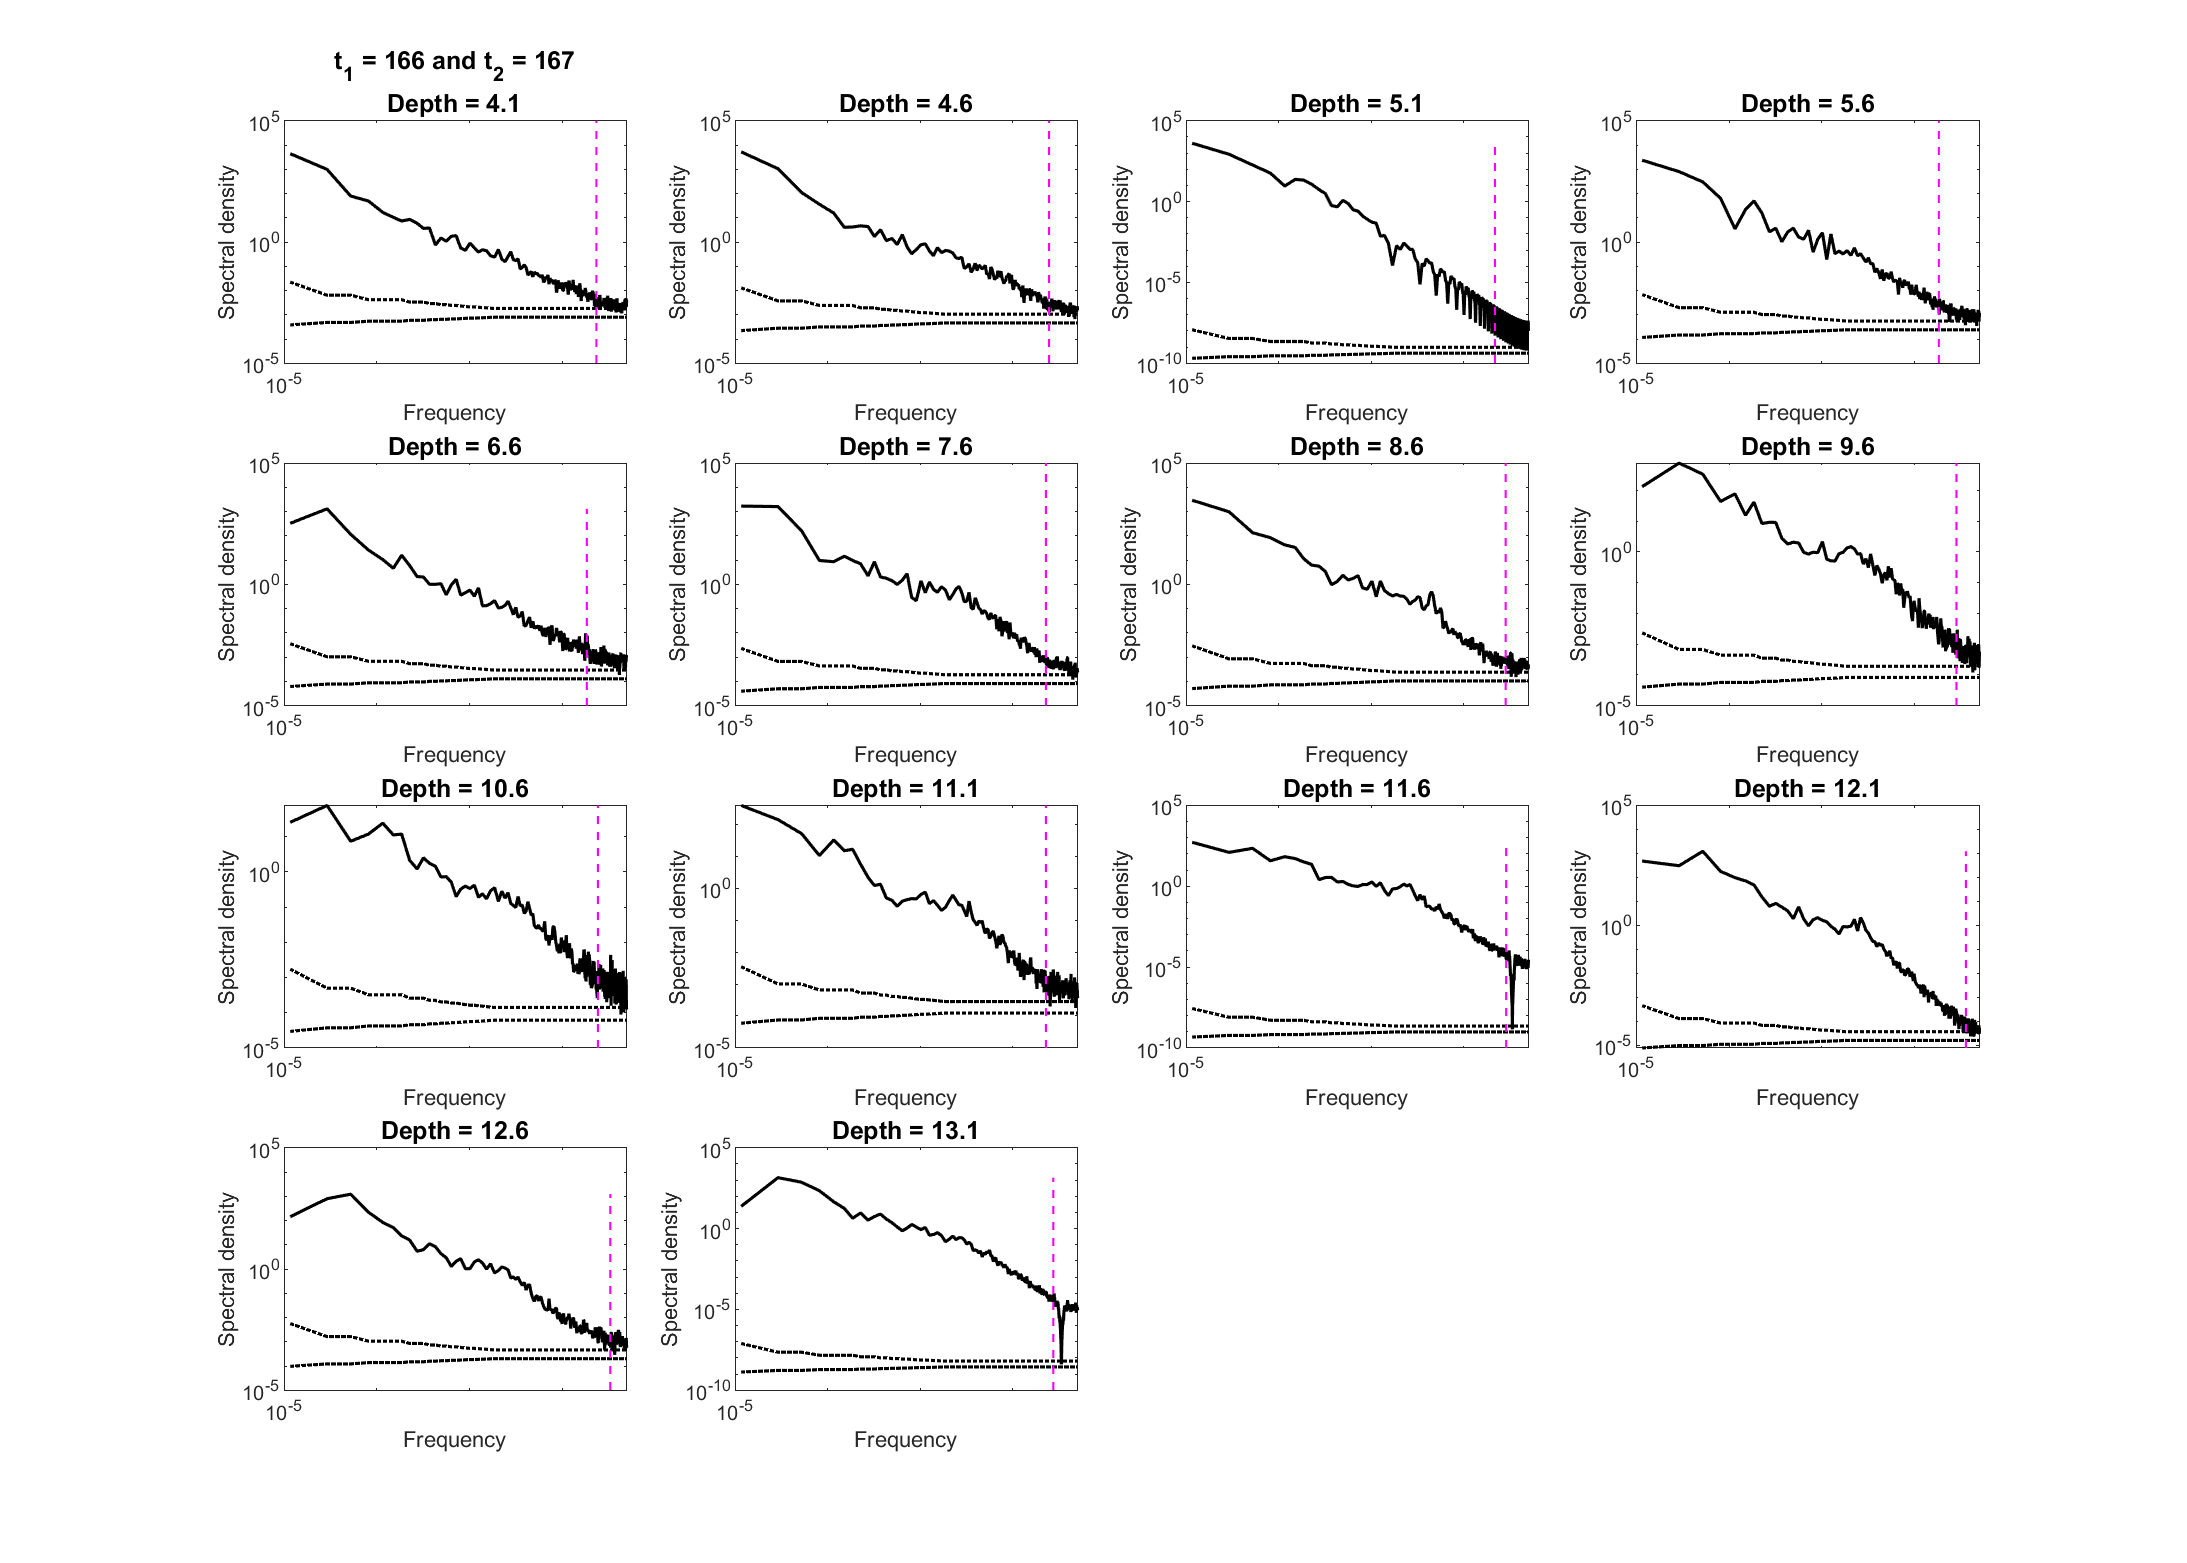 t1 = 166 and t2 = 167
Depth = 4.1
Depth = 4.6
Depth = 5.1
Depth = 5.6
10^5
10^0
10^-5
10^-5
Spectral density
Frequency
10^5
10^0
10^-5
10^-5
Spectral density
Frequency
10^5
10^0
10^-5
10^-10
10^-5
Spectral density
Frequency
10^5
10^0
10^-5
10^-5
Spectral density
Frequency
Depth = 6.6
Depth = 7.6
Depth = 8.6
Depth = 9.6
10^5
10^0
10^-5
10^-5
Spectral density
Frequency
10^5
10^0
10^-5
10^-5
Spectral density
Frequency
10^5
10^0
10^-5
10^-5
Spectral density
Frequency
10^0
10^-5
10^-5
Spectral density
Frequency
Depth = 10.6
Depth = 11.1
Depth = 11.6
Depth = 12.1
10^0
10^-5
10^-5
Spectral density
Frequency
10^0
10^-5
10^-5
Spectral density
Frequency
10^5
10^0
10^-5
10^-10
10^-5
Spectral density
Frequency
10^5
10^0
10^-5
10^-5
Spectral density
Frequency
Depth = 12.6
Depth = 13.1
10^5
10^0
10^-5
10^-5
Spectral density
Frequency
10^5
10^0
10^-5
10^-10
10^-5
Spectral density
Frequency